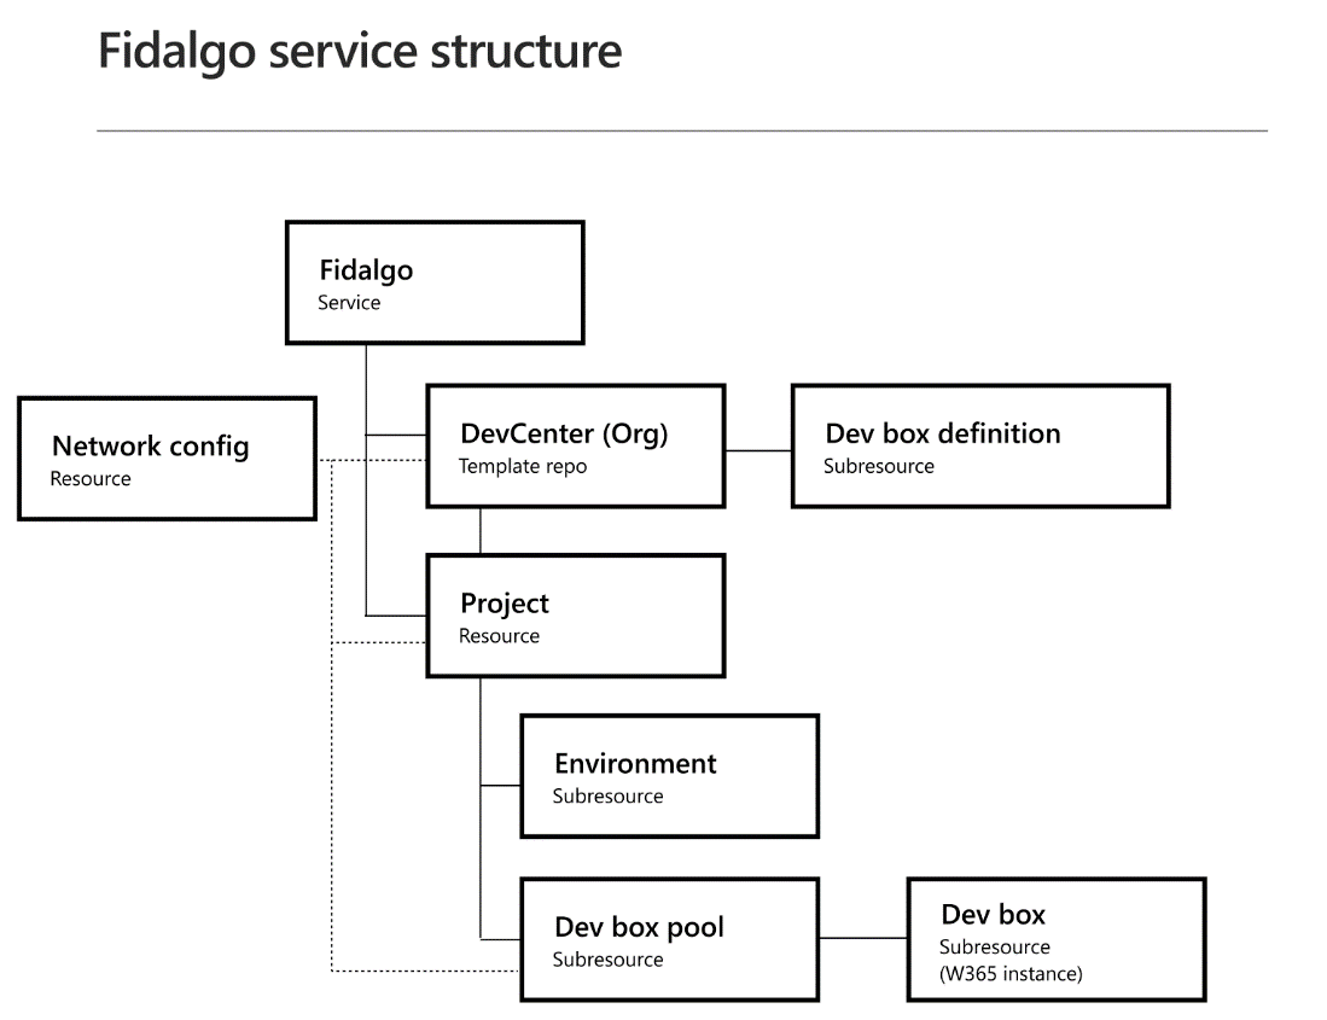 Fidalgo service structure
Fidalgo
Service
Network config
Resource
DevCenter (Org)
Template repo
Dev box definition
Subresource
Project
Resource
Environment
Subresource
Dev box pool
Subresource
Dev box
Subresource
(W365 instance)